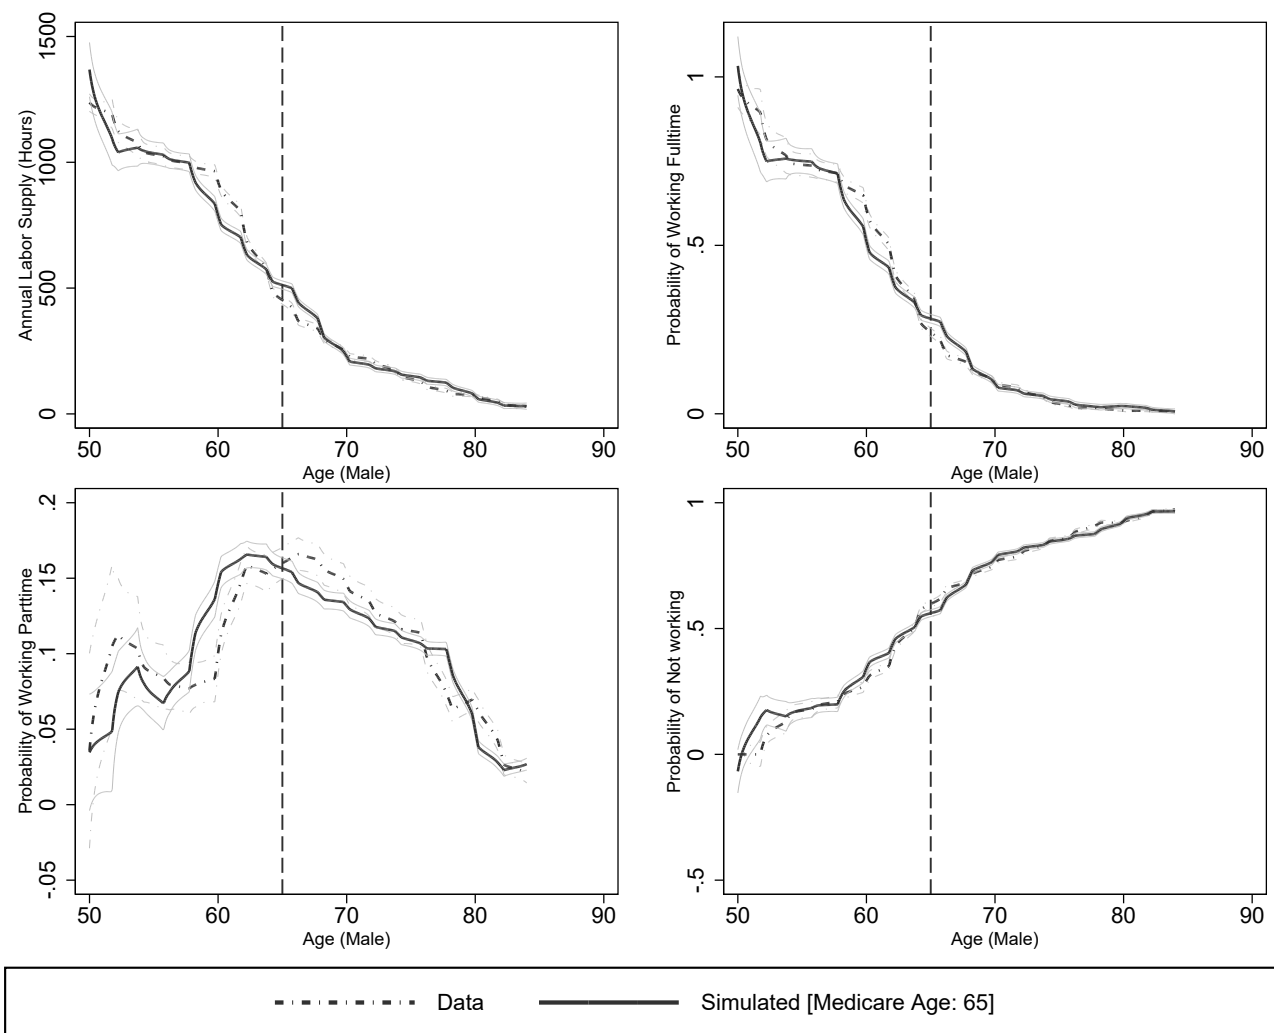 Annual Labor Supply (Hours)
1500
1000
500
0
50 60 70 80 90
Age (Male)
Probability of Working Fulltime
1
.5
0
50 60 70 80 90
Age (Male)
Probability of Working Parttime
.2
.15
.1
.05
0
-.05
50 60 70 80 90
Age (Male)
Probability of Not working
1
.5
0
-.5
50 60 70 80 90
Age (Male)
Data Simulated [Medicare Age: 65]